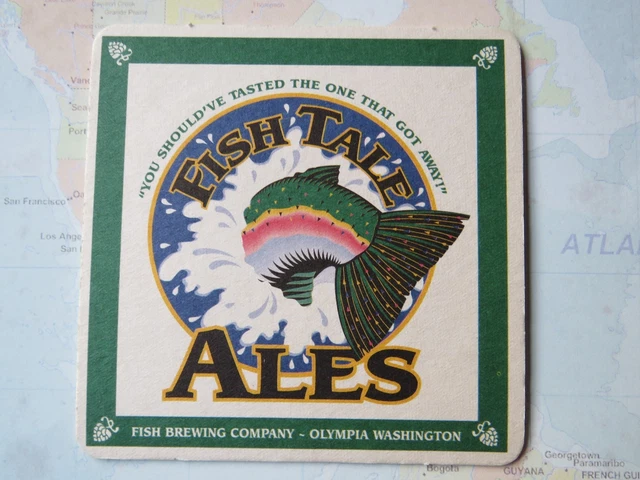 "YOU SHOULD'VE TASTED THE ONE THAT GOT AWAY!"
FISH TALE
ALES
FISH BREWING COMPANY ~ OLYMPIA WASHINGTON
San Francisco
Los Ange
San
Port
ATLA
Bogota
Georgetown
Paramaribo
GUYANA
FRENCH GUI